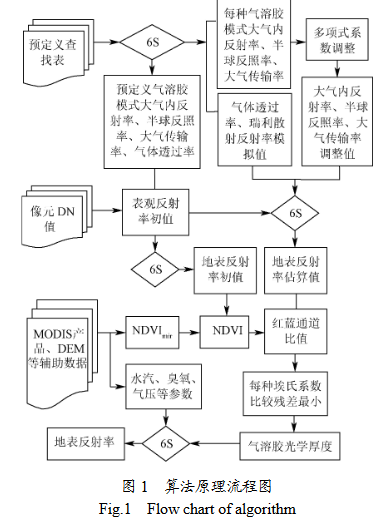 预定义查
找表
6S
每种气溶胶
模式大气内
反射率、半
球反照率、
大气传输率
多项式系
数调整
预定义气溶胶
模式大气内反
射率、半球反照
率、大气传输
率、气体透过率
气体透过
率、瑞利散
射反射率模
拟值
大气内反射
率、半球反
照率、大气
传输率
调整值
像元 DN
值
表观反射
率初值
6S
6S
地表反射
率初值
地表反射
率估算值
MODIS产
品、DEM
等辅助数据
NDVImir
NDVI
红蓝通道
比值
水汽、臭氧、
气压等参数
每种埃氏系数
比较残差最小
地表反射率
6S
气溶胶光学厚度
图 1 算法原理流程图
Fig.1 Flow chart of algorithm